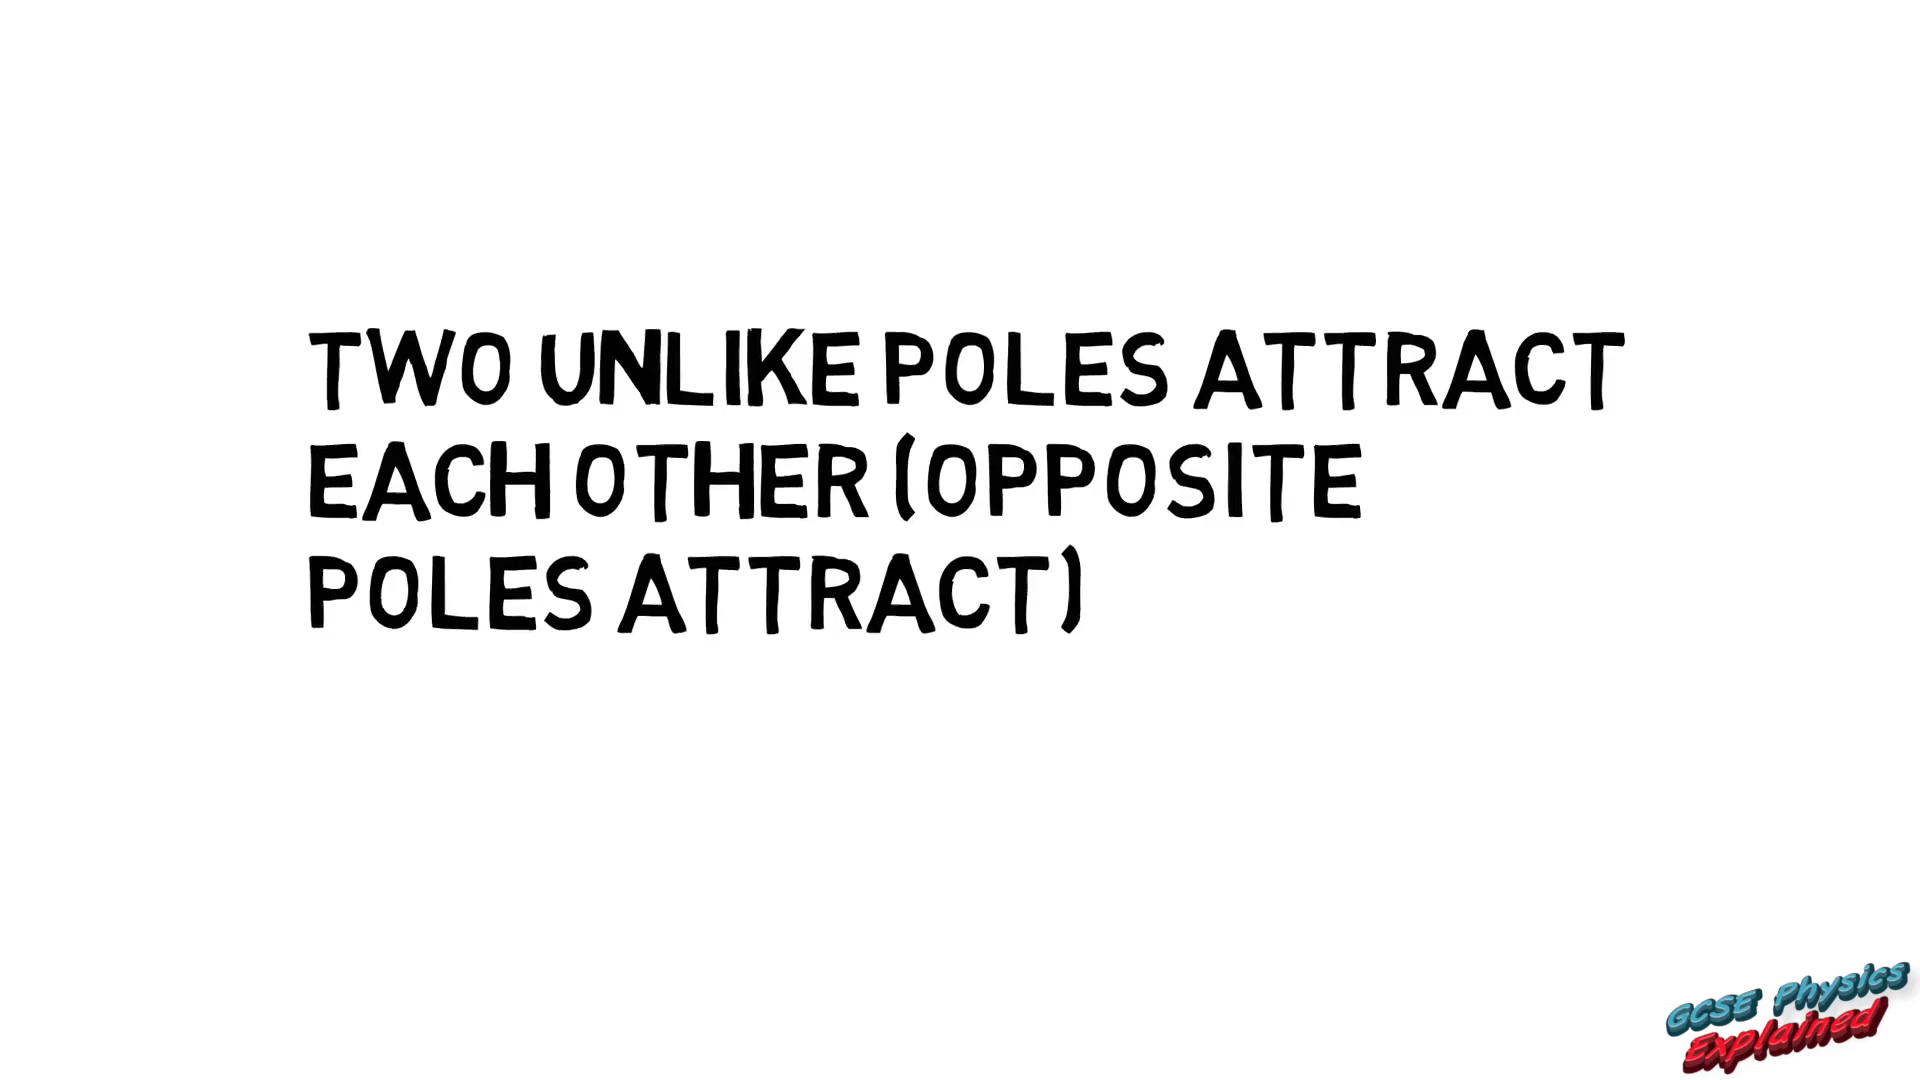 TWO UNLIKE POLES ATTRACT
EACH OTHER (OPPOSITE
POLES ATTRACT)
GCSE Physics
Explained